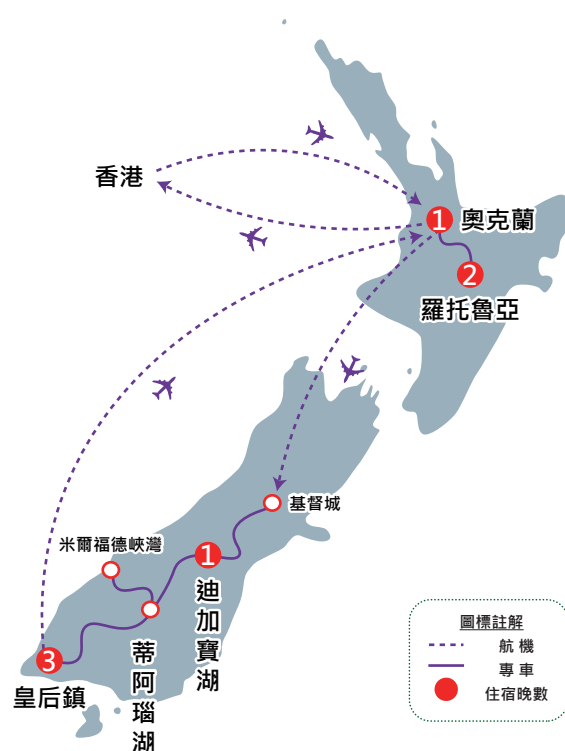 香港
1 奧克蘭
2
羅托魯亞
基督城
米爾福德峽灣
1
迪加寶湖
蒂阿瑙湖
3
皇后鎮
圖標註解
航機
專車
住宿晚數